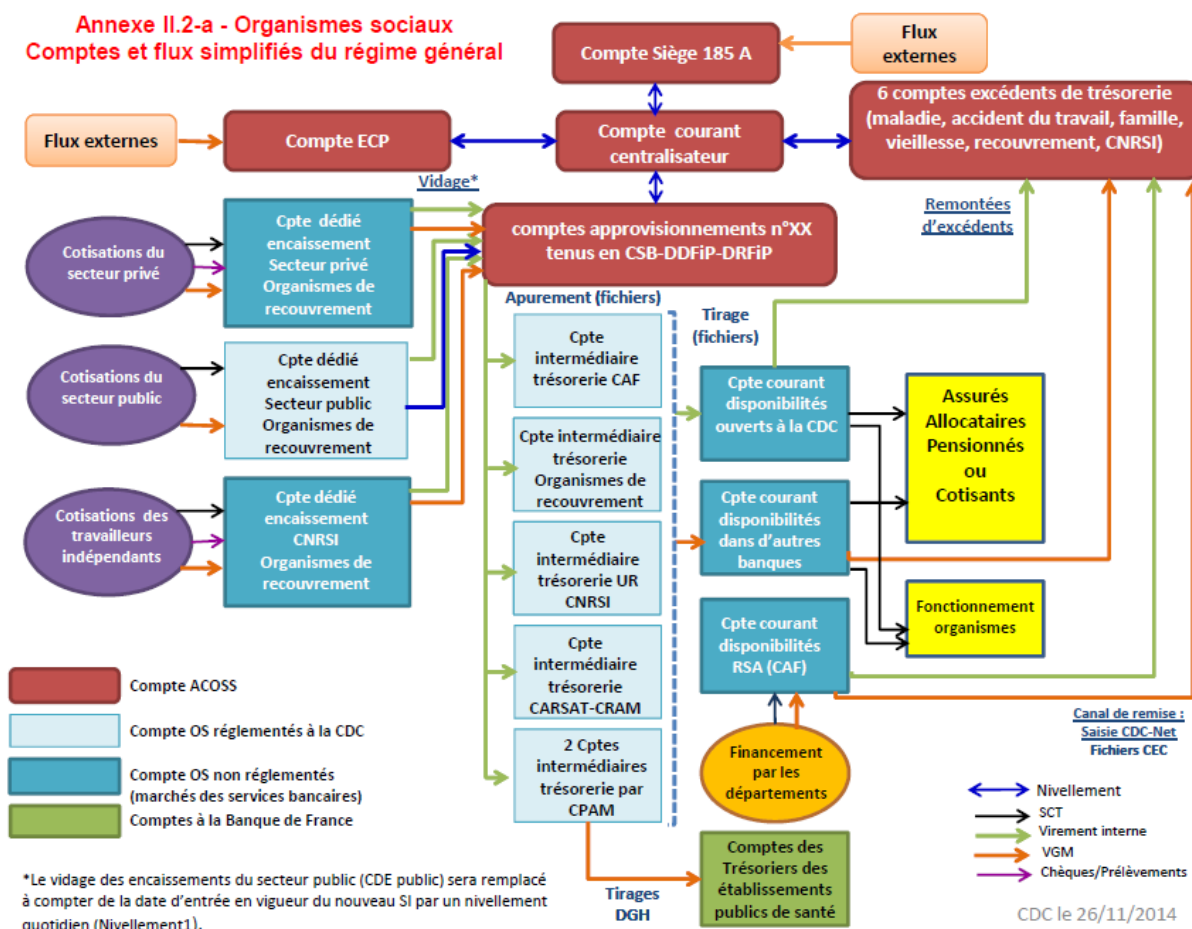 Annexe II.2-a - Organismes sociaux
Comptes et flux simplifiés du régime général
Compte Siège 185 A
Flux
externes
Flux externes
Compte ECP
Compte courant
centralisateur
6 comptes excédents de trésorerie
(maladie, accident du travail, famille,
vieillesse, recouvrement, CNRSI)
Vidage*
Remontées
d'excédents
Cotisations du
secteur privé
Cpte dédié
encaissement
Secteur privé
Organismes de
recouvrement
comptes approvisionnements n°XX
tenus en CSB-DDFiP-DRFiP
Apurement (fichiers)
Tirage
(fichiers)
Cotisations du
secteur public
Cpte dédié
encaissement
Secteur public
Organismes de
recouvrement
Cpte
intermédiaire
trésorerie CAF
Cpte courant
disponibilités
ouverts à la CDC
Assurés
Allocataires
Pensionnés
ou
Cotisants
Cpte intermédiaire
trésorerie
Organismes de
recouvrement
Cotisations des
travailleurs
indépendants
Cpte dédié
encaissement
CNRSI
Organismes de
recouvrement
Cpte
intermédiaire
trésorerie UR
CNRSI
Cpte courant
disponibilités
dans d'autres
banques
Fonctionnement
organismes
Cpte
intermédiaire
trésorerie
CARSAT-CRAM
Cpte courant
disponibilités
RSA (CAF)
2 Cptes
intermédiaires
trésorerie par
CPAM
Financement
par les
départements
Canal de remise :
Saisie CDC-Net
Fichiers CEC
Compte ACOSS
Compte OS réglementés à la CDC
Compte OS non réglementés
(marchés des services bancaires)
Comptes à la Banque de France
Nivellement
SCT
Virement interne
VGM
Chèques/Prélèvements
Tirages
DGH
Comptes des
Trésoriers des
établissements
publics de santé
*Le vidage des encaissements du secteur public (CDE public) sera remplacé
à compter de la date d'entrée en vigueur du nouveau SI par un nivellement
quotidien (Nivellement1).
CDC le 26/11/2014